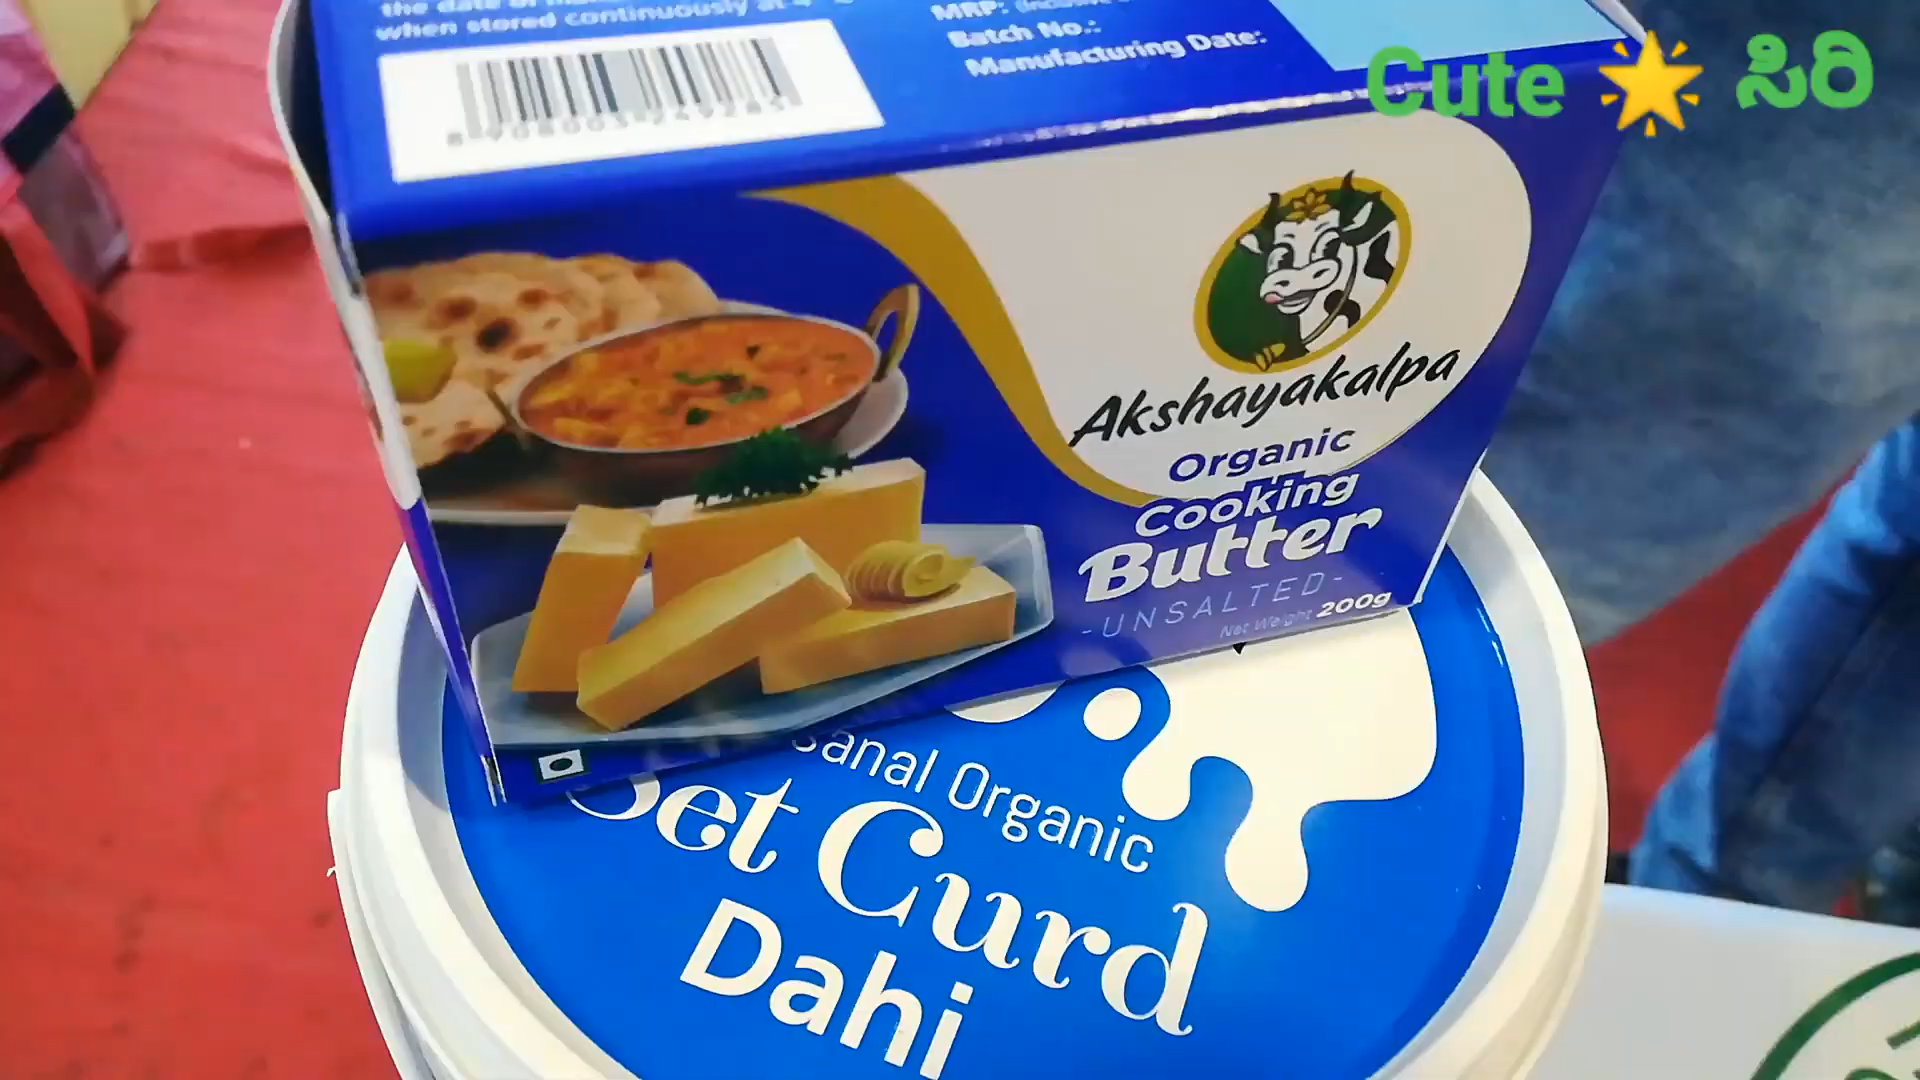 when stored continuously at 4
MRP:
Batch No.:
Manufacturing Date:
Cute 🌟 ಸಿರಿ
Akshayakalpa
Organic
Cooking
Butter
-UNSALTED-
Net Weight 200g
Organic
Set Curd
Dahi